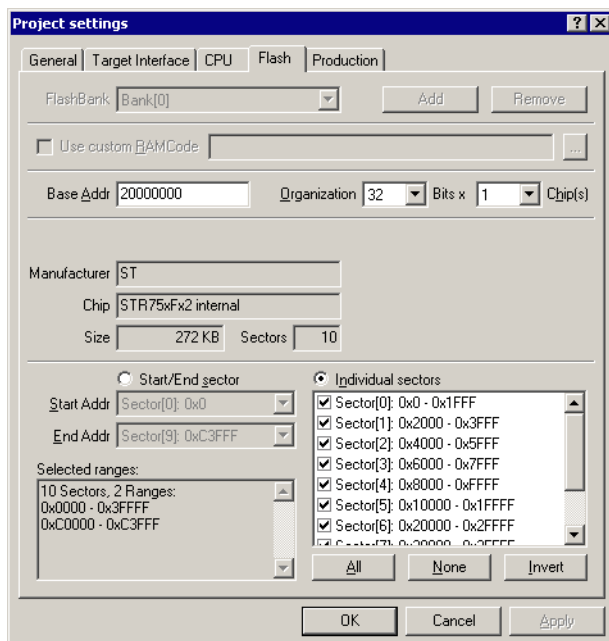 Project settings
General Target Interface CPU Flash Production
FlashBank Bank[0] Add Remove
Use custom RAMCode ...
Base Addr 20000000 Organization 32 Bits x 1 Chip(s)
Manufacturer ST
Chip STR75xFx2 internal
Size 272 KB Sectors 10
Start/End sector Individual sectors
Start Addr Sector[0]: 0x0
End Addr Sector[9]: 0xC3FFF
Selected ranges:
10 Sectors, 2 Ranges:
0x0000 - 0x3FFFF
0xC0000 - 0xC3FFF
Sector[0]: 0x0 - 0x1FFF
Sector[1]: 0x2000 - 0x3FFF
Sector[2]: 0x4000 - 0x5FFF
Sector[3]: 0x6000 - 0x7FFF
Sector[4]: 0x8000 - 0xFFFF
Sector[5]: 0x10000 - 0x1FFFF
Sector[6]: 0x20000 - 0x2FFFF
All None Invert
OK Cancel Apply